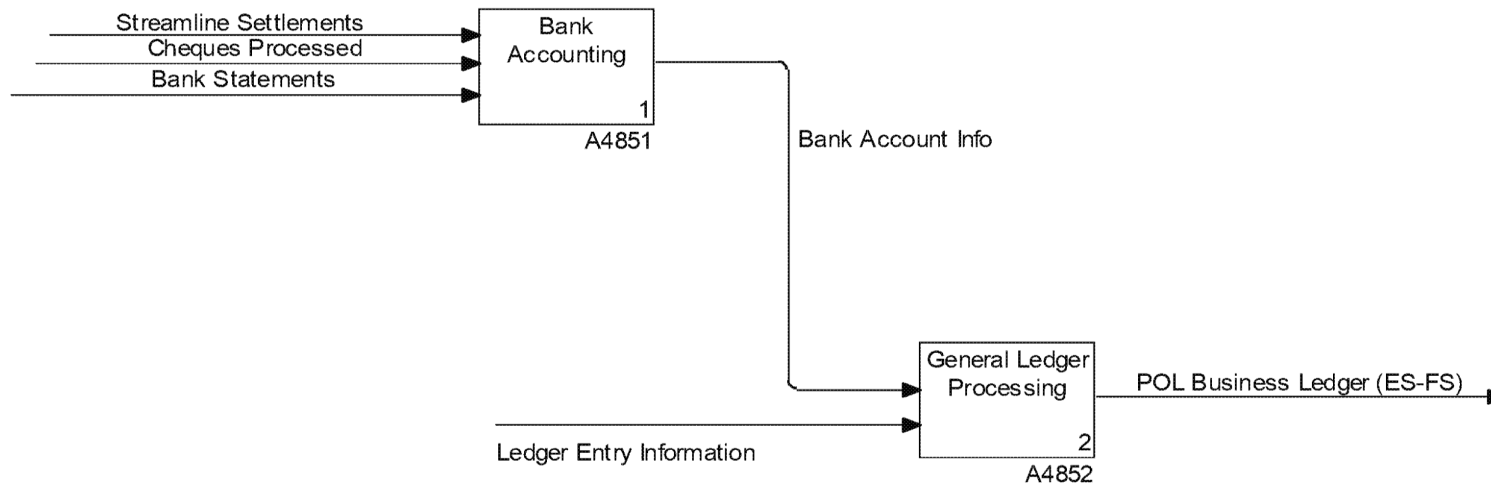 Streamline Settlements
Cheques Processed
Bank Statements
Bank
Accounting
1
A4851
Bank Account Info
General Ledger
Processing
2
A4852
Ledger Entry Information
POL Business Ledger (ES-FS)